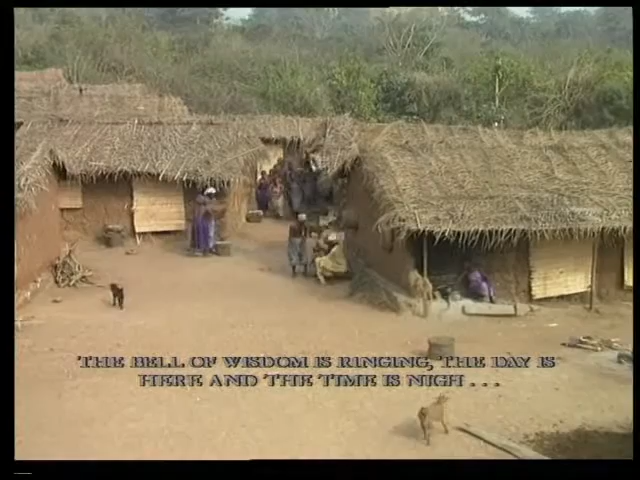 THE BELL OF WISDOM IS RINGING, THE DAY IS
HERE AND THE TIME IS NIGH . . .